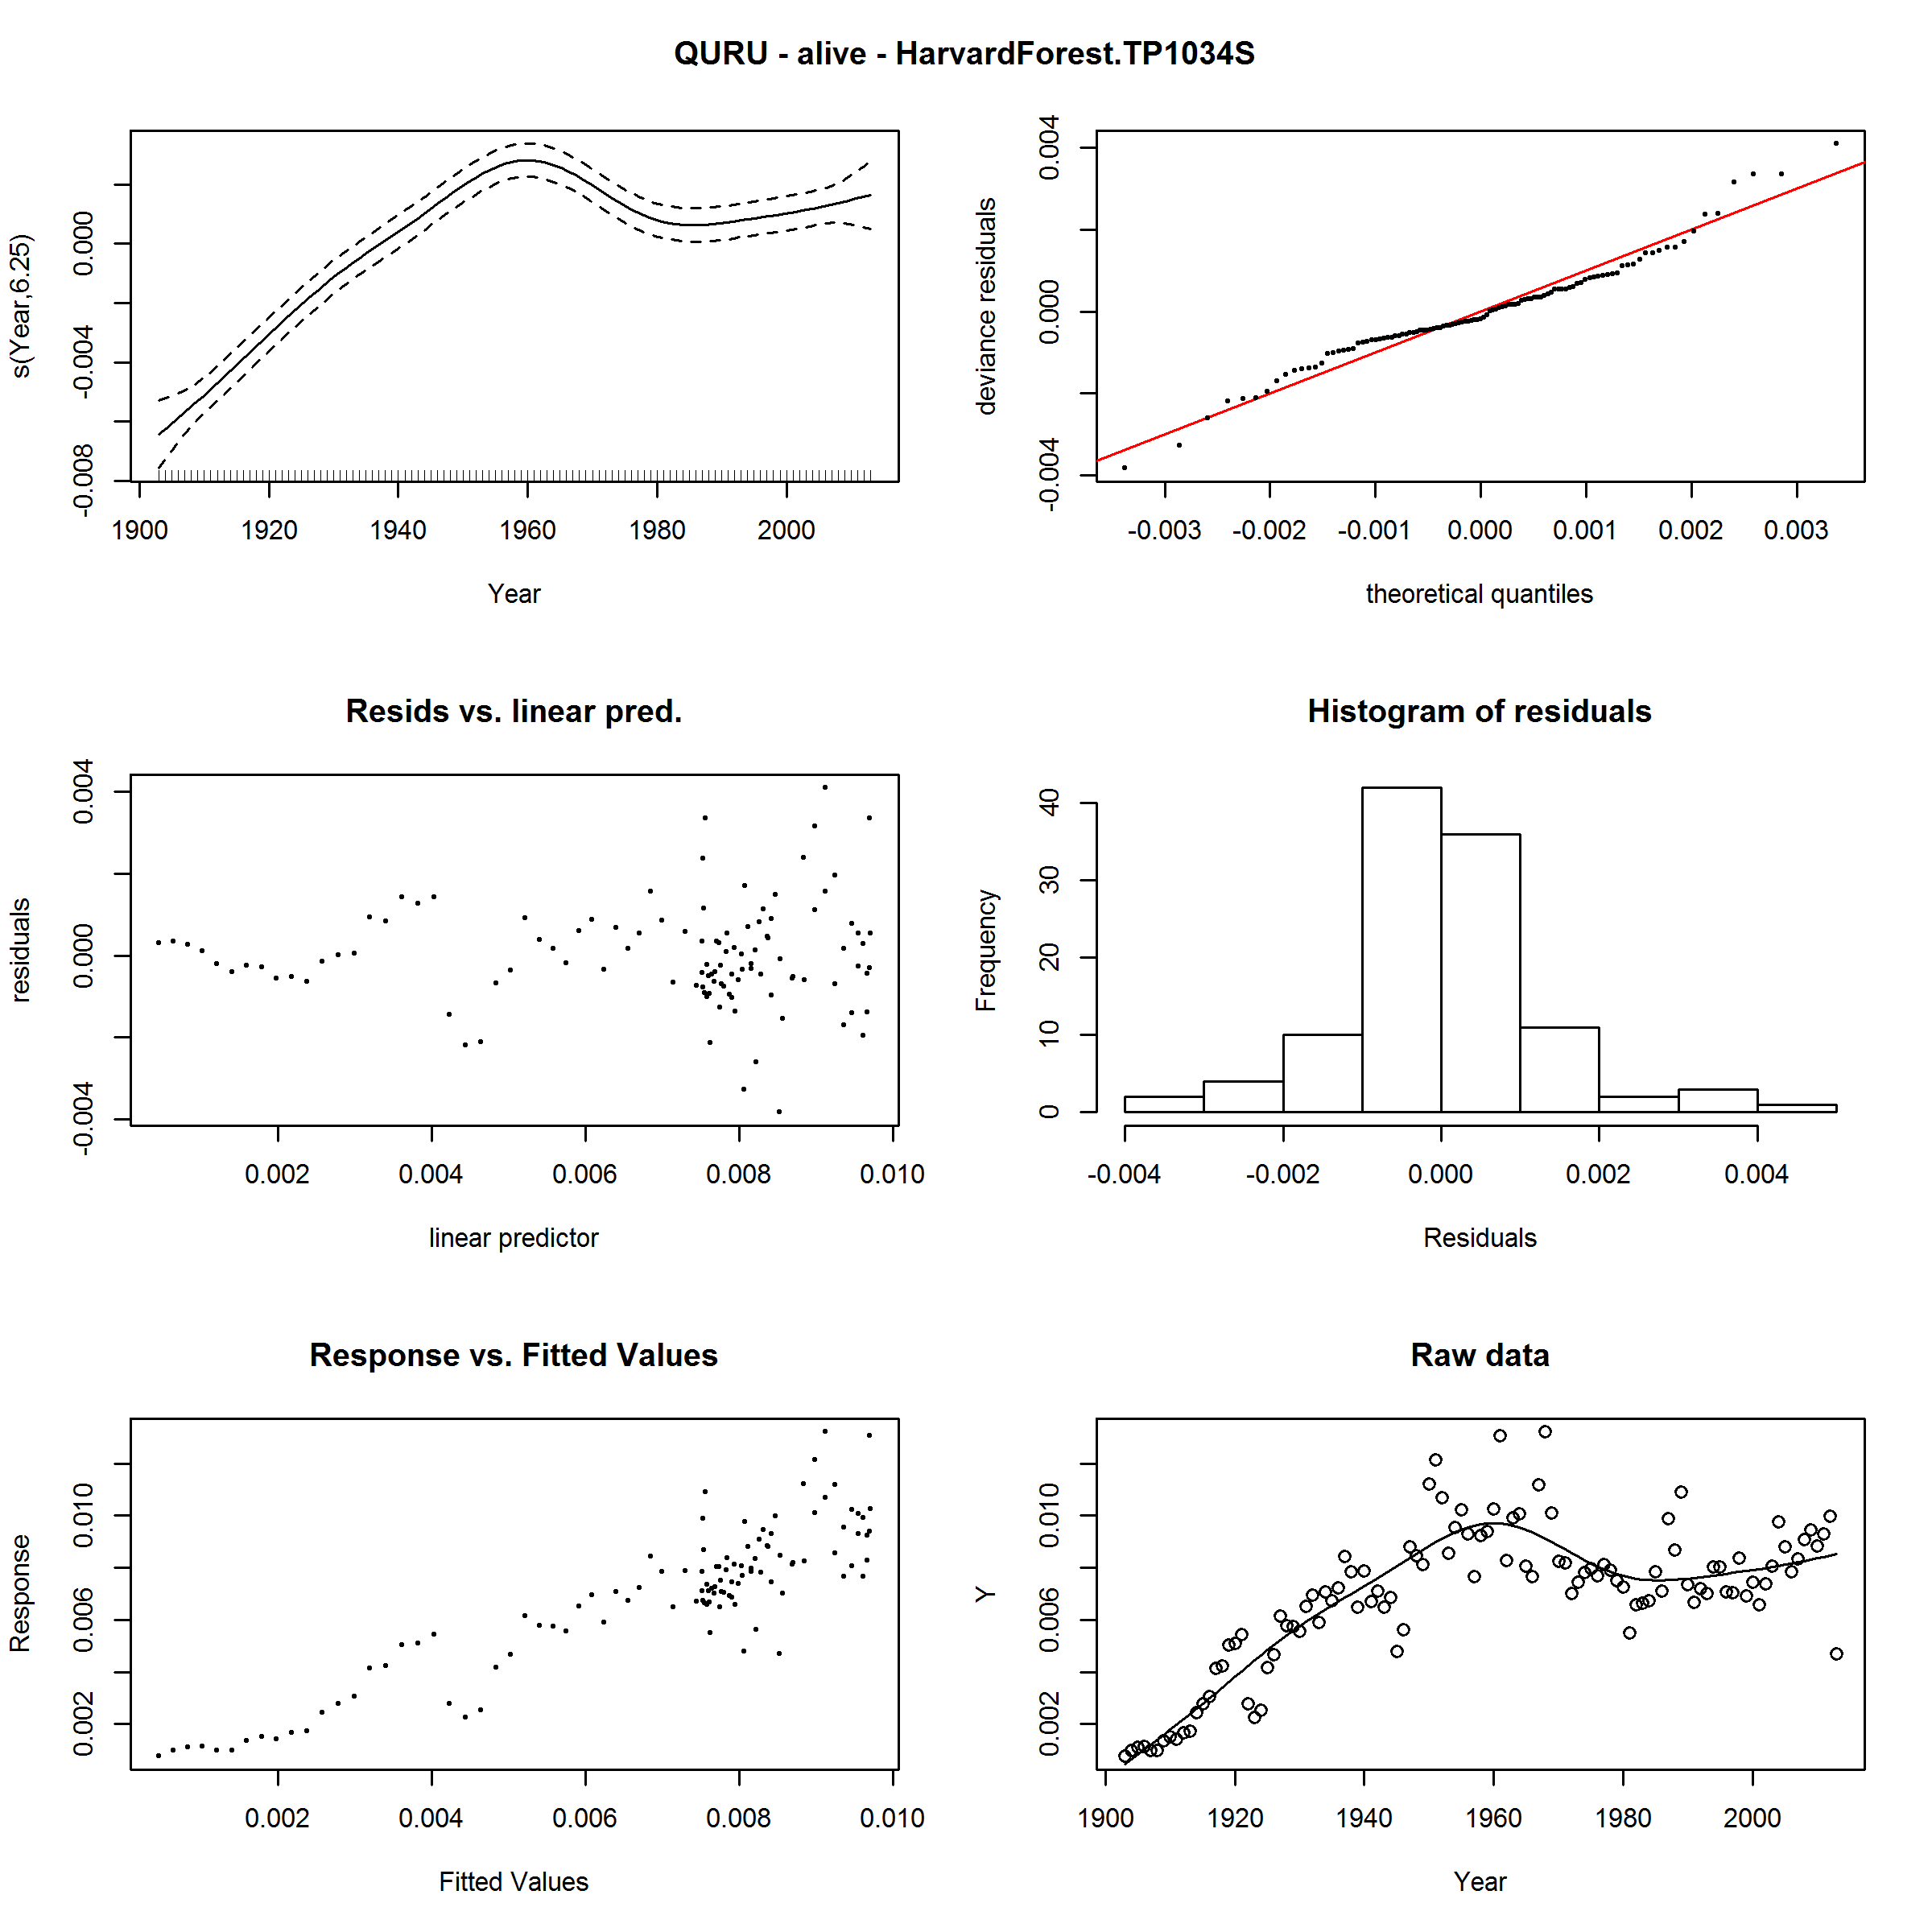 QURU - alive - HarvardForest.TP1034S
s(Year,6.25)
-0.008 -0.004 0.000
1900 1920 1940 1960 1980 2000
Year
deviance residuals
-0.004 0.000 0.004
-0.003 -0.002 -0.001 0.000 0.001 0.002 0.003
theoretical quantiles
Resids vs. linear pred.
residuals
-0.004 0.000 0.004
0.002 0.004 0.006 0.008 0.010
linear predictor
Histogram of residuals
Frequency
0 10 20 30 40
-0.004 -0.002 0.000 0.002 0.004
Residuals
Response vs. Fitted Values
Response
0.002 0.006 0.010
0.002 0.004 0.006 0.008 0.010
Fitted Values
Raw data
Y
0.002 0.006 0.010
1900 1920 1940 1960 1980 2000
Year